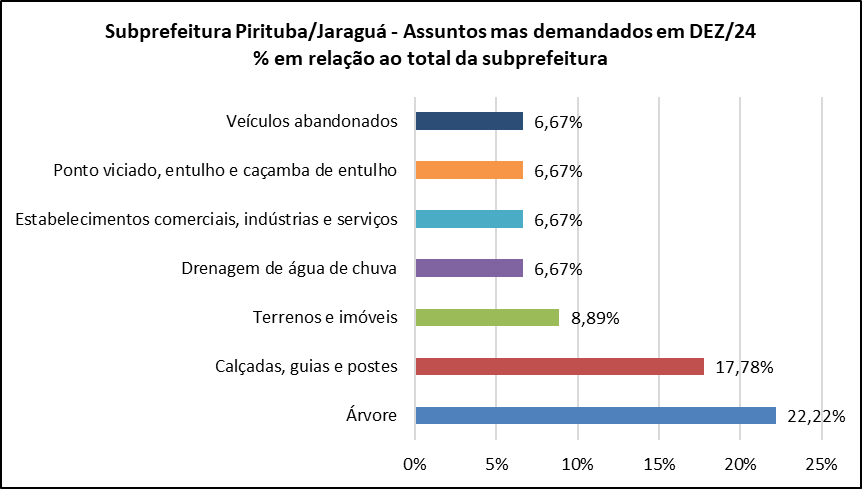 Subprefeitura Pirituba/Jaraguá - Assuntos mas demandados em DEZ/24
% em relação ao total da subprefeitura
Veículos abandonados
6,67%
Ponto viciado, entulho e caçamba de entulho
6,67%
Estabelecimentos comerciais, indústrias e serviços
6,67%
Drenagem de água de chuva
6,67%
Terrenos e imóveis
8,89%
Calçadas, guias e postes
17,78%
Árvore
22,22%
0% 5% 10% 15% 20% 25%